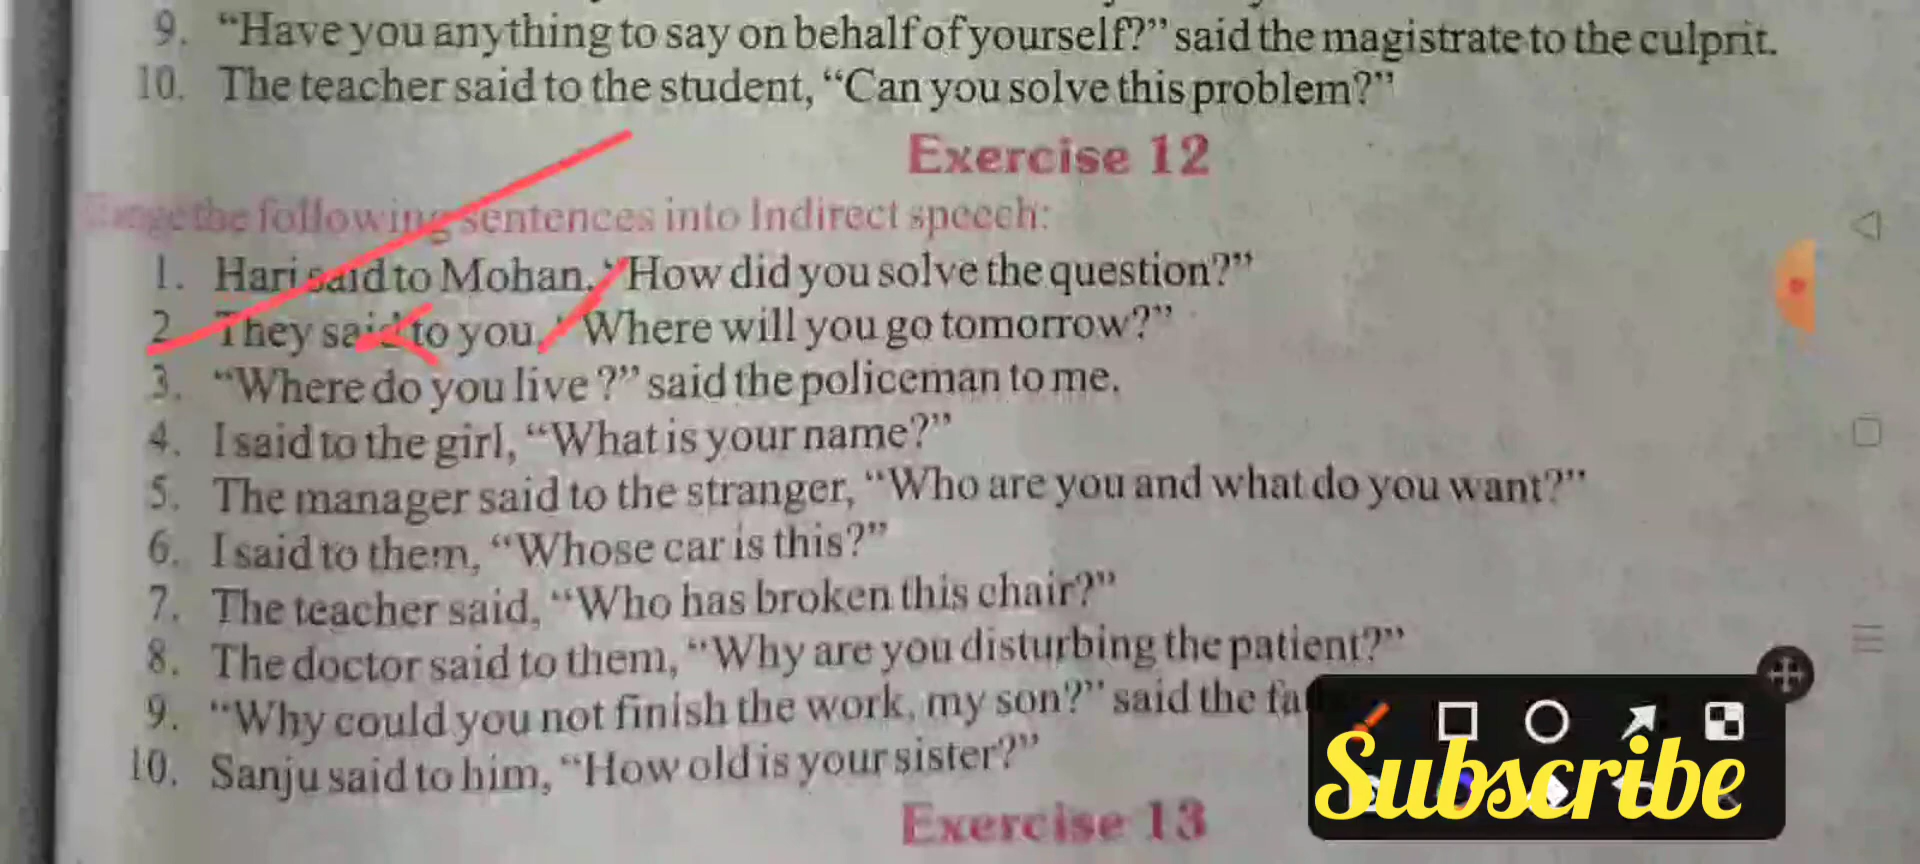 9. “Have you anything to say on behalf of yourself?” said the magistrate to the culprit.
10. The teacher said to the student, “Can you solve this problem?”
Exercise 12
the following sentences into Indirect speech:
1. Hari said to Mohan, “How did you solve the question?”
2. They said to you, “Where will you go tomorrow?”
3. “Where do you live ?” said the policeman to me.
4. I said to the girl, “What is your name?”
5. The manager said to the stranger, “Who are you and what do you want?”
6. I said to them, “Whose car is this?”
7. The teacher said, “Who has broken this chair?”
8. The doctor said to them, “Why are you disturbing the patient?”
9. “Why could you not finish the work, my son?” said the
10. Sanju said to him, “How old is your sister?”
Subscribe
Exercise 13